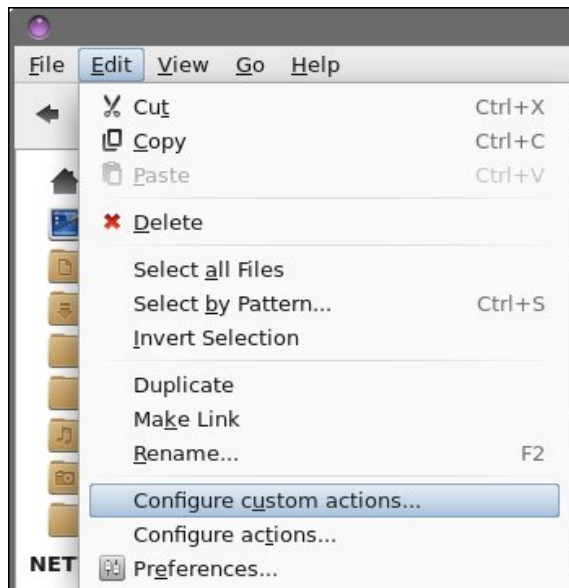 File Edit View Go Help
Cut Ctrl+X
Copy Ctrl+C
Paste Ctrl+V
Delete
Select all Files
Select by Pattern... Ctrl+S
Invert Selection
Duplicate
Make Link
Rename... F2
Configure custom actions...
Configure actions...
NET Preferences...